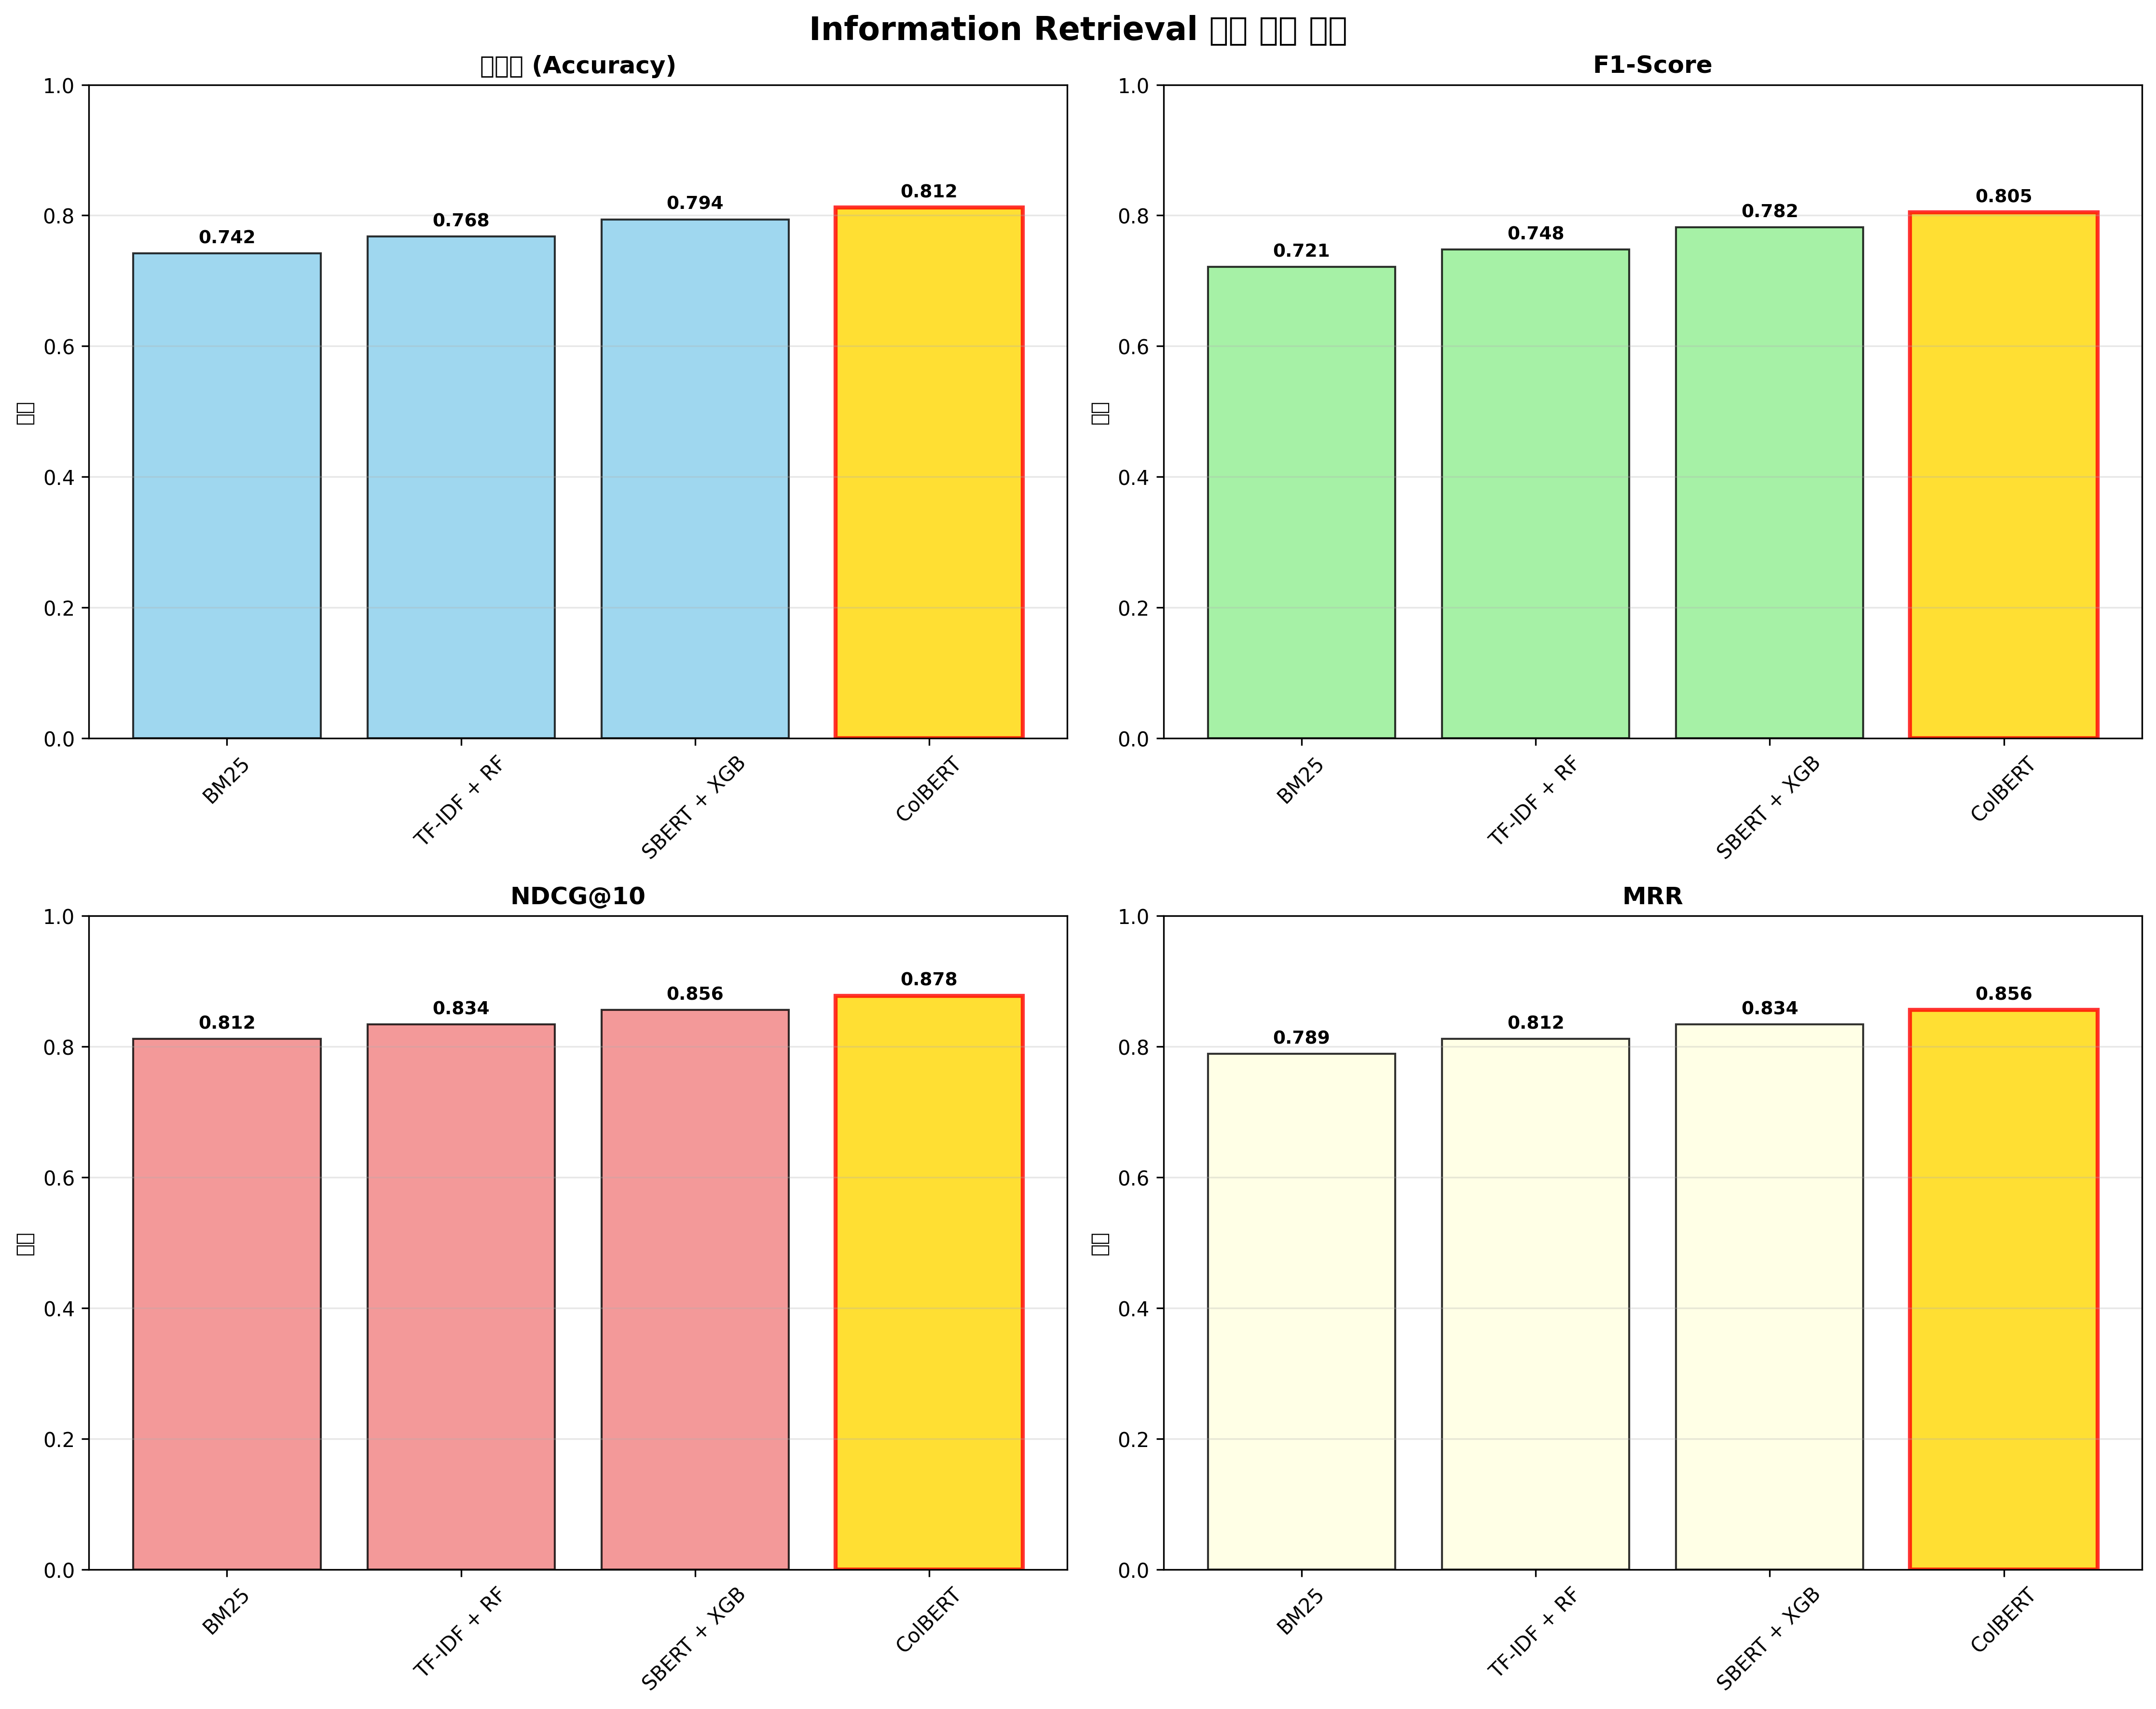 Information Retrieval
(Accuracy)
1.0
0.8
0.6
0.4
0.2
0.0
0.742
0.768
0.794
0.812
BM25
TF-IDF + RF
SBERT + XGB
ColBERT
F1-Score
1.0
0.8
0.6
0.4
0.2
0.0
0.721
0.748
0.782
0.805
BM25
TF-IDF + RF
SBERT + XGB
ColBERT
NDCG@10
1.0
0.8
0.6
0.4
0.2
0.0
0.812
0.834
0.856
0.878
BM25
TF-IDF + RF
SBERT + XGB
ColBERT
MRR
1.0
0.8
0.6
0.4
0.2
0.0
0.789
0.812
0.834
0.856
BM25
TF-IDF + RF
SBERT + XGB
ColBERT